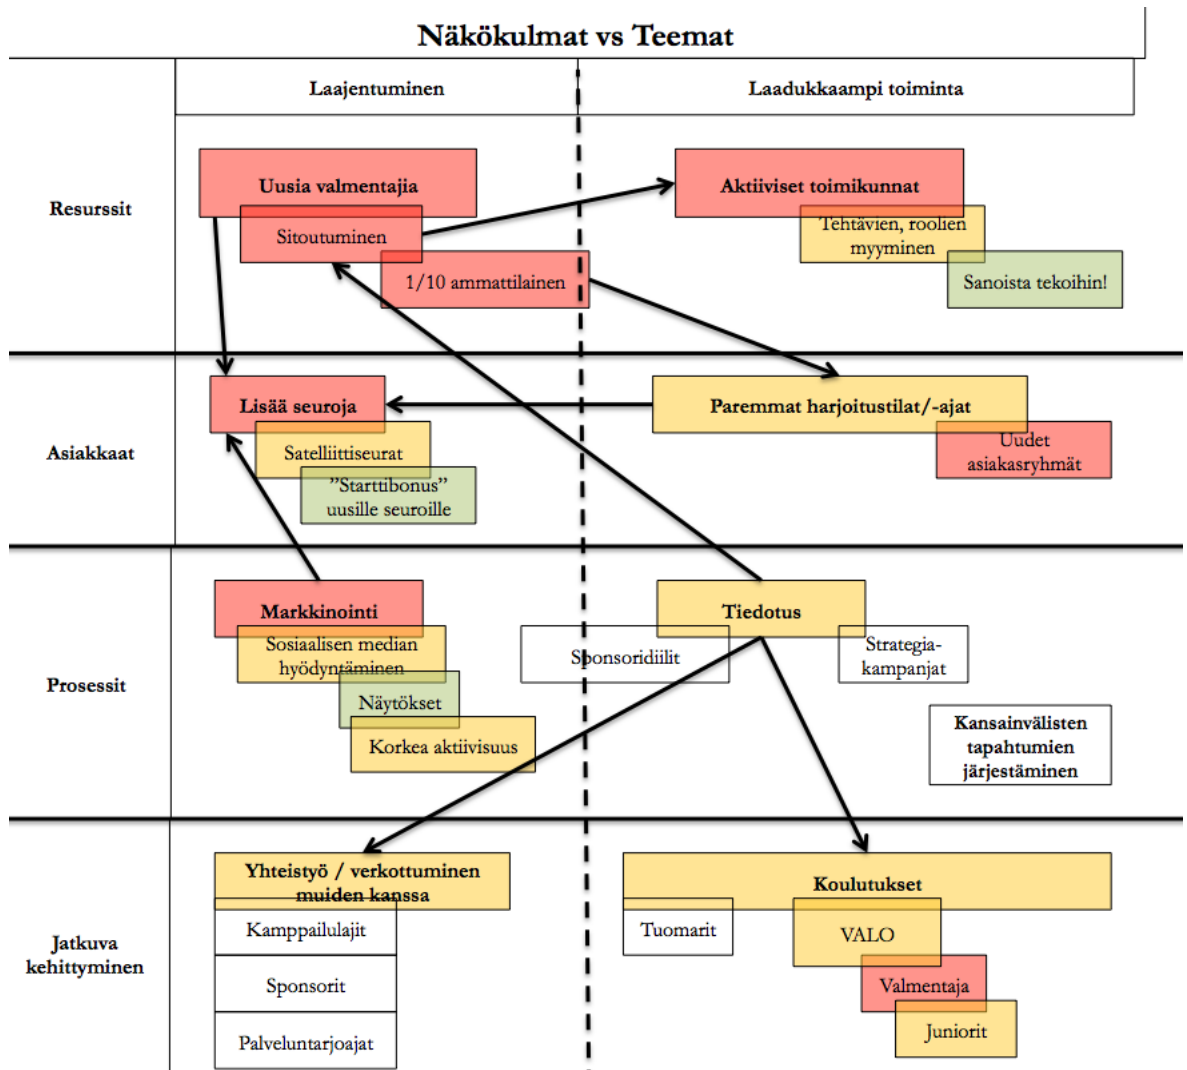 Näkökulmat vs Teemat
Laajentuminen
Laadukkaampi toiminta
Resurssit
Uusia valmentajia
Sitoutuminen
1/10 ammattilainen
Aktiiviset toimikunnat
Tehtävien, roolien
myyminen
Sanoista tekoihin!
Asiakkaat
Lisää seuroja
Satelliittiseurat
”Starttibonus”
uusille seuroille
Paremmat harjoitustilat/-ajat
Uudet
asiakasryhmät
Prosessit
Markkinointi
Sosiaalisen median
hyödyntäminen
Näytökset
Korkea aktiivisuus
Tiedotus
Sponsoridiilit
Strategia-
kampanjat
Kansainvälisten
tapahtumien
järjestäminen
Jatkuva
kehittyminen
Yhteistyö / verkottuminen
muiden kanssa
Kamppailulajit
Sponsorit
Palveluntarjoajat
Koulutukset
Tuomarit
VALO
Valmentaja
Juniorit